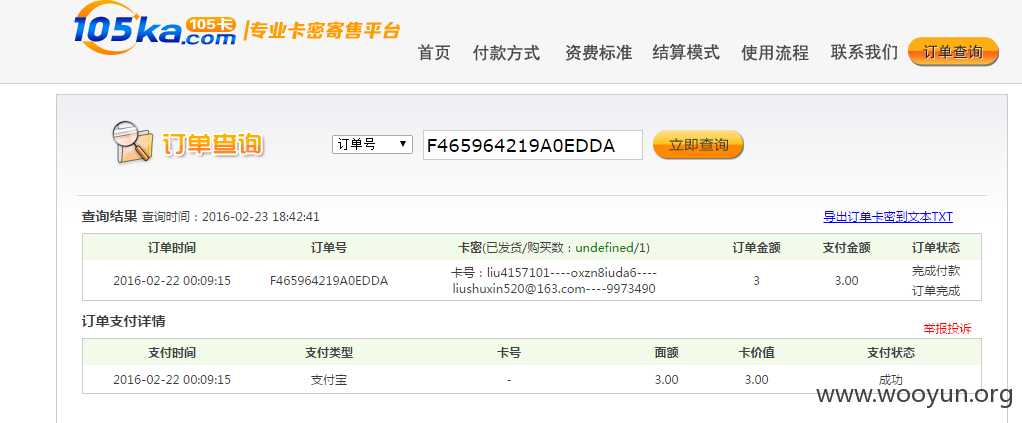 105ka.com 105卡 专业卡密寄售平台
首页 付款方式 资费标准 结算模式 使用流程 联系我们 订单查询
订单查询 订单号 F465964219A0EDDA 立即查询
查询结果 查询时间：2016-02-23 18:42:41 导出订单卡密到文本TXT
订单时间 订单号 卡密(已发货/购买数：undefined/1) 订单金额 支付金额 订单状态
2016-02-22 00:09:15 F465964219A0EDDA 卡号：liu4157101----oxzn8iuda6---- 3 3.00 完成付款
liushuxin520@163.com----9973490 订单完成
订单支付详情 举报投诉
支付时间 支付类型 卡号 面额 卡价值 支付状态
2016-02-22 00:09:15 支付宝 - 3.00 3.00 成功
www.wooyun.org